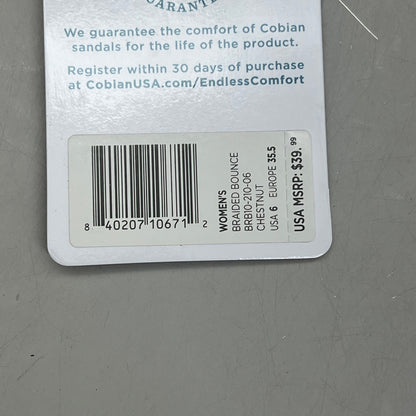 GUARANTE
We guarantee the comfort of Cobian
sandals for the life of the product.
Register within 30 days of purchase
at CobianUSA.com/EndlessComfort
8 40207 10671 2
WOMEN'S
BRAIDED BOUNCE
BRB10-210-06
CHESTNUT
USA 6 EUROPE 35.5
USA MSRP: $39.99